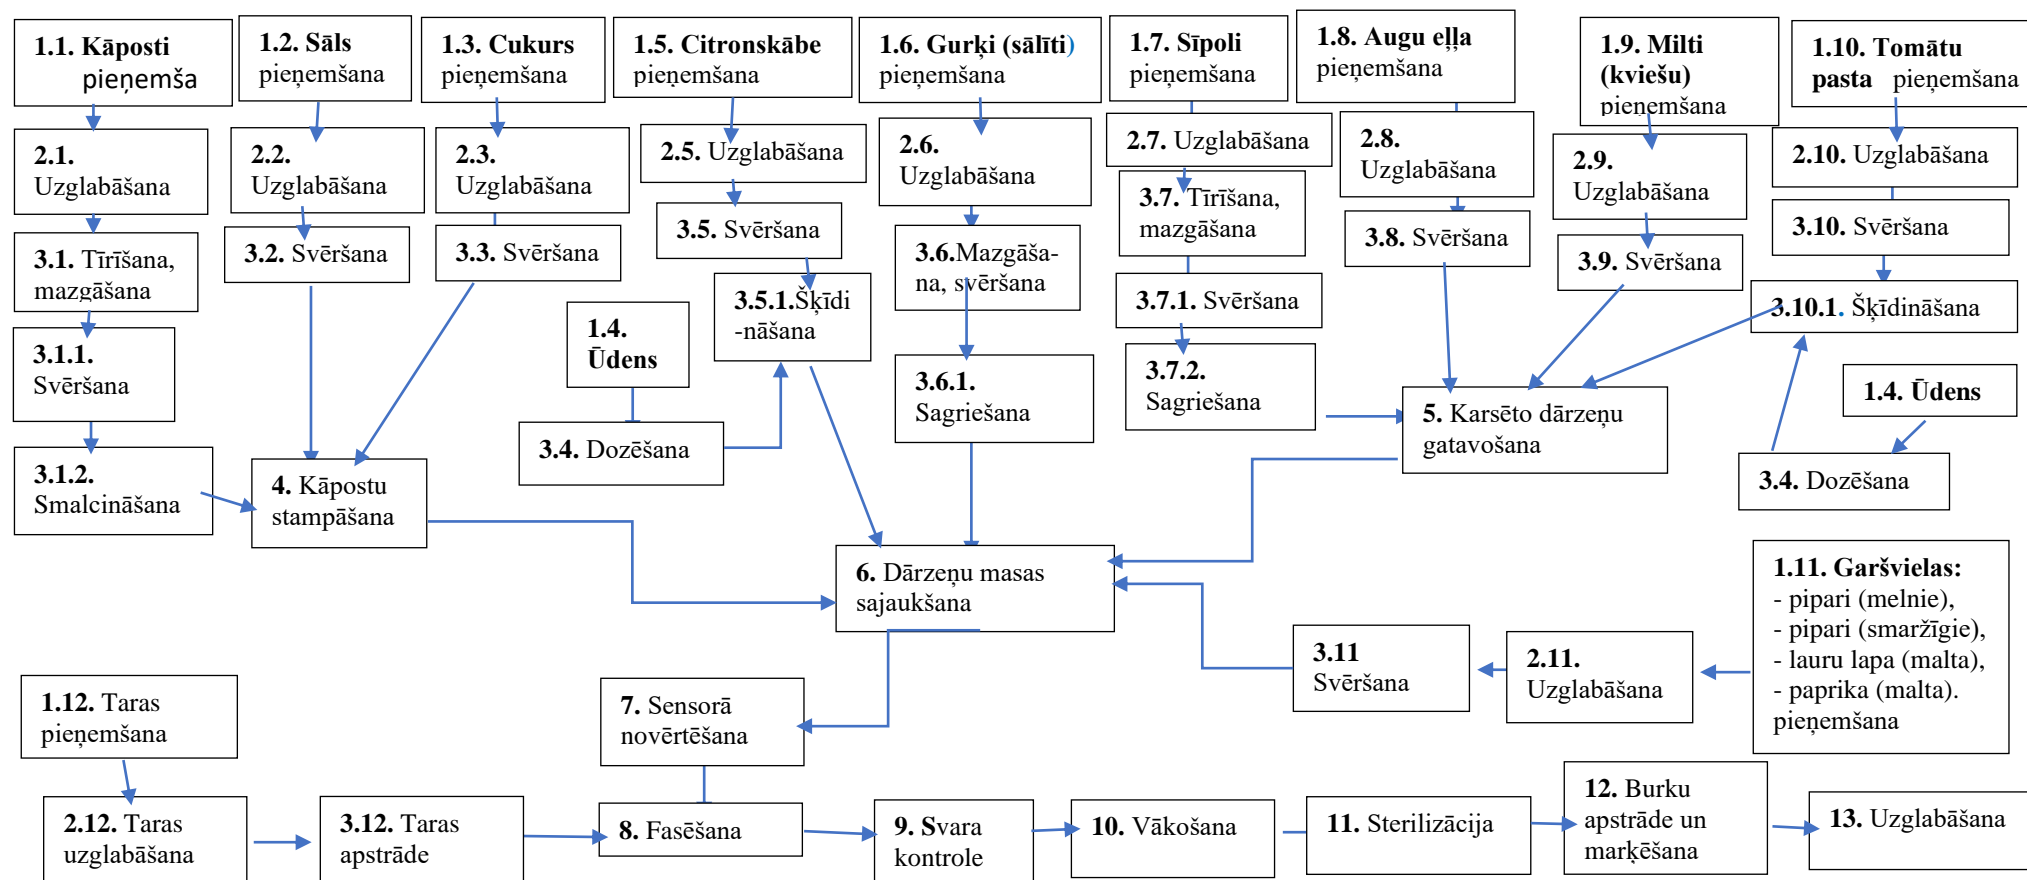 1.1. Kāposti
pieņemša
1.2. Sāls
pieņemšana
1.3. Cukurs
pieņemšana
1.5. Citronskābe
pieņemšana
1.6. Gurķi (sālīti)
pieņemšana
1.7. Sīpoli
pieņemšana
1.8. Augu eļļa
pieņemšana
1.9. Milti
(kviešu)
pieņemšana
1.10. Tomātu
pasta pieņemšana
2.1.
Uzglabāšana
2.2.
Uzglabāšana
2.3.
Uzglabāšana
2.5. Uzglabāšana
2.6.
Uzglabāšana
2.7. Uzglabāšana
2.8.
Uzglabāšana
2.9.
Uzglabāšana
2.10. Uzglabāšana
3.1. Tīrīšana,
mazgāšana
3.2. Svēršana
3.3. Svēršana
3.5. Svēršana
3.6.Mazgāša-
na, svēršana
3.7. Tīrīšana,
mazgāšana
3.8. Svēršana
3.9. Svēršana
3.10. Svēršana
3.1.1.
Svēršana
1.4.
Ūdens
3.5.1.Šķīdi
-nāšana
3.6.1.
Sagriešana
3.7.1. Svēršana
3.7.2.
Sagriešana
3.10.1. Šķīdināšana
1.4. Ūdens
3.1.2.
Smalcināšana
4. Kāpostu
stampāšana
3.4. Dozēšana
5. Karsēto dārzeņu
gatavošana
3.4. Dozēšana
6. Dārzeņu masas
sajaukšana
1.11. Garšvielas:
- pipari (melnie),
- pipari (smaržīgie),
- lauru lapa (malta),
- paprika (malta).
pieņemšana
3.11
Svēršana
2.11.
Uzglabāšana
1.12. Taras
pieņemšana
7. Sensorā
novērtēšana
2.12. Taras
uzglabāšana
3.12. Taras
apstrāde
8. Fasēšana
9. Svara
kontrole
10. Vākošana
11. Sterilizācija
12. Burku
apstrāde un
marķēšana
13. Uzglabāšana